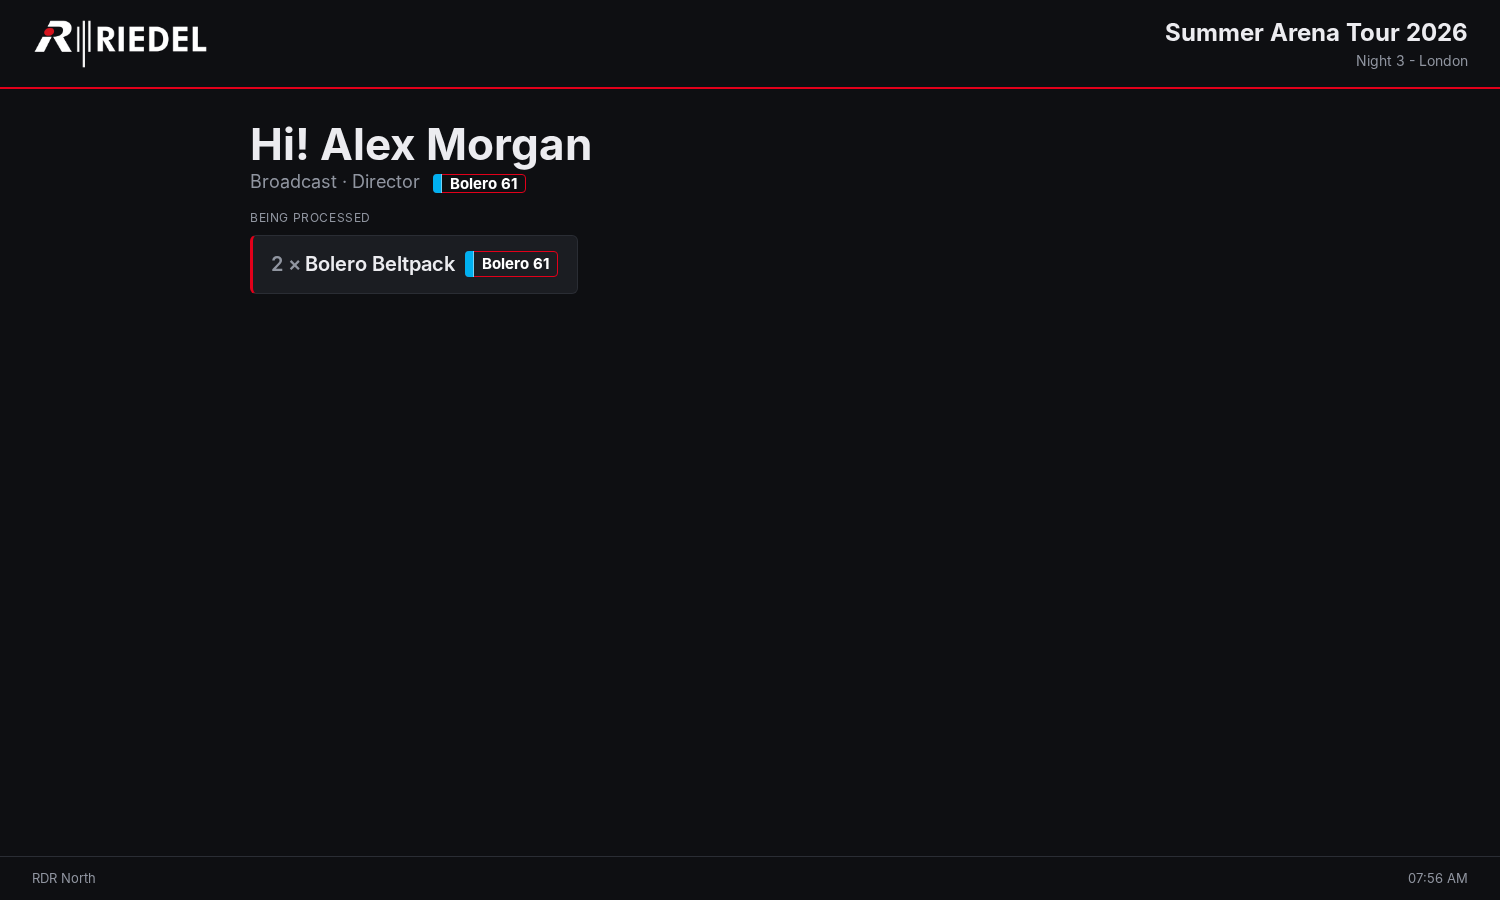 RIEDEL
Summer Arena Tour 2026
Night 3 - London
Hi! Alex Morgan
Broadcast · Director Bolero 61
BEING PROCESSED
2 × Bolero Beltpack Bolero 61
RDR North
07:56 AM